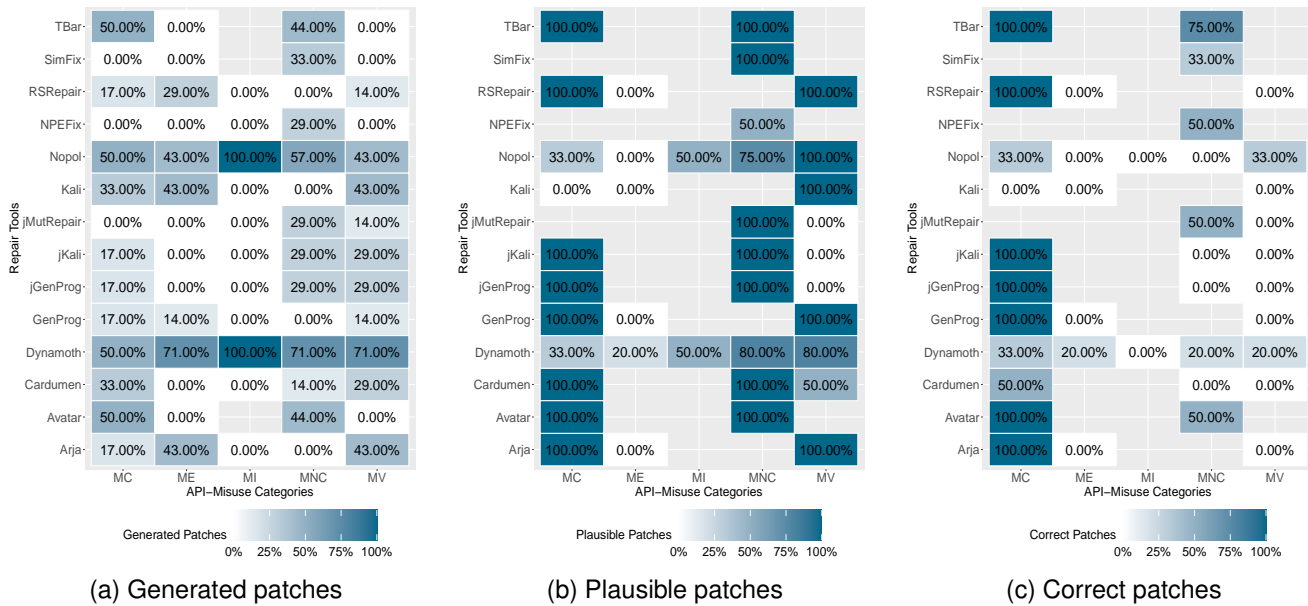 TBar 50.00% 0.00% 44.00% 0.00%
SimFix 0.00% 0.00% 33.00% 0.00%
RSRepair 17.00% 29.00% 0.00% 0.00% 14.00%
NPEFix 0.00% 0.00% 0.00% 29.00% 0.00%
Nopol 50.00% 43.00% 100.00% 57.00% 43.00%
Kali 33.00% 43.00% 0.00% 0.00% 43.00%
jMutRepair 0.00% 0.00% 0.00% 29.00% 14.00%
jKali 17.00% 0.00% 0.00% 29.00% 29.00%
jGenProg 17.00% 0.00% 0.00% 29.00% 29.00%
GenProg 17.00% 14.00% 0.00% 0.00% 14.00%
Dynamoth 50.00% 71.00% 100.00% 71.00% 71.00%
Cardumen 33.00% 0.00% 0.00% 14.00% 29.00%
Avatar 50.00% 0.00% 44.00% 0.00%
Arja 17.00% 43.00% 0.00% 0.00% 43.00%
Repair Tools
MC ME MI MNC MV
API−Misuse Categories
Generated Patches
0% 25% 50% 75% 100%
(a) Generated patches
TBar 100.00% 100.00%
SimFix 100.00%
RSRepair 100.00% 0.00% 100.00%
NPEFix 50.00%
Nopol 33.00% 0.00% 50.00% 75.00% 100.00%
Kali 0.00% 0.00% 100.00%
jMutRepair 100.00% 0.00%
jKali 100.00% 100.00% 0.00%
jGenProg 100.00% 100.00% 0.00%
GenProg 100.00% 0.00% 100.00%
Dynamoth 33.00% 20.00% 50.00% 80.00% 80.00%
Cardumen 100.00% 100.00% 50.00%
Avatar 100.00% 100.00%
Arja 100.00% 0.00% 100.00%
Repair Tools
MC ME MI MNC MV
API−Misuse Categories
Plausible Patches
0% 25% 50% 75% 100%
(b) Plausible patches
TBar 100.00% 75.00%
SimFix 33.00%
RSRepair 100.00% 0.00% 0.00%
NPEFix 50.00%
Nopol 33.00% 0.00% 0.00% 0.00% 33.00%
Kali 0.00% 0.00% 0.00%
jMutRepair 50.00% 0.00%
jKali 100.00% 0.00% 0.00%
jGenProg 100.00% 0.00% 0.00%
GenProg 100.00% 0.00% 0.00%
Dynamoth 33.00% 20.00% 0.00% 20.00% 20.00%
Cardumen 50.00% 0.00% 0.00%
Avatar 100.00% 50.00%
Arja 100.00% 0.00% 0.00%
Repair Tools
MC ME MI MNC MV
API−Misuse Categories
Correct Patches
0% 25% 50% 75% 100%
(c) Correct patches